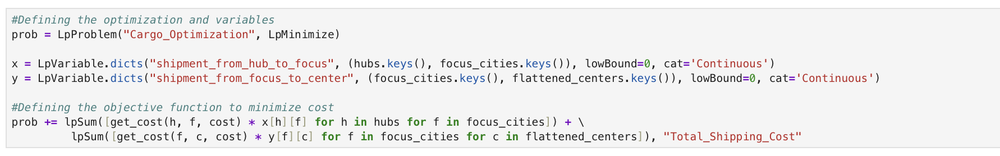 #Defining the optimization and variables
prob = LpProblem("Cargo_Optimization", LpMinimize)

x = LpVariable.dicts("shipment_from_hub_to_focus", (hubs.keys(), focus_cities.keys()), lowBound=0, cat='Continuous')
y = LpVariable.dicts("shipment_from_focus_to_center", (focus_cities.keys(), flattened_centers.keys()), lowBound=0, cat='Continuous')

#Defining the objective function to minimize cost
prob += lpSum([get_cost(h, f, cost) * x[h][f] for h in hubs for f in focus_cities]) + \
         lpSum([get_cost(f, c, cost) * y[f][c] for f in focus_cities for c in flattened_centers]), "Total_Shipping_Cost"